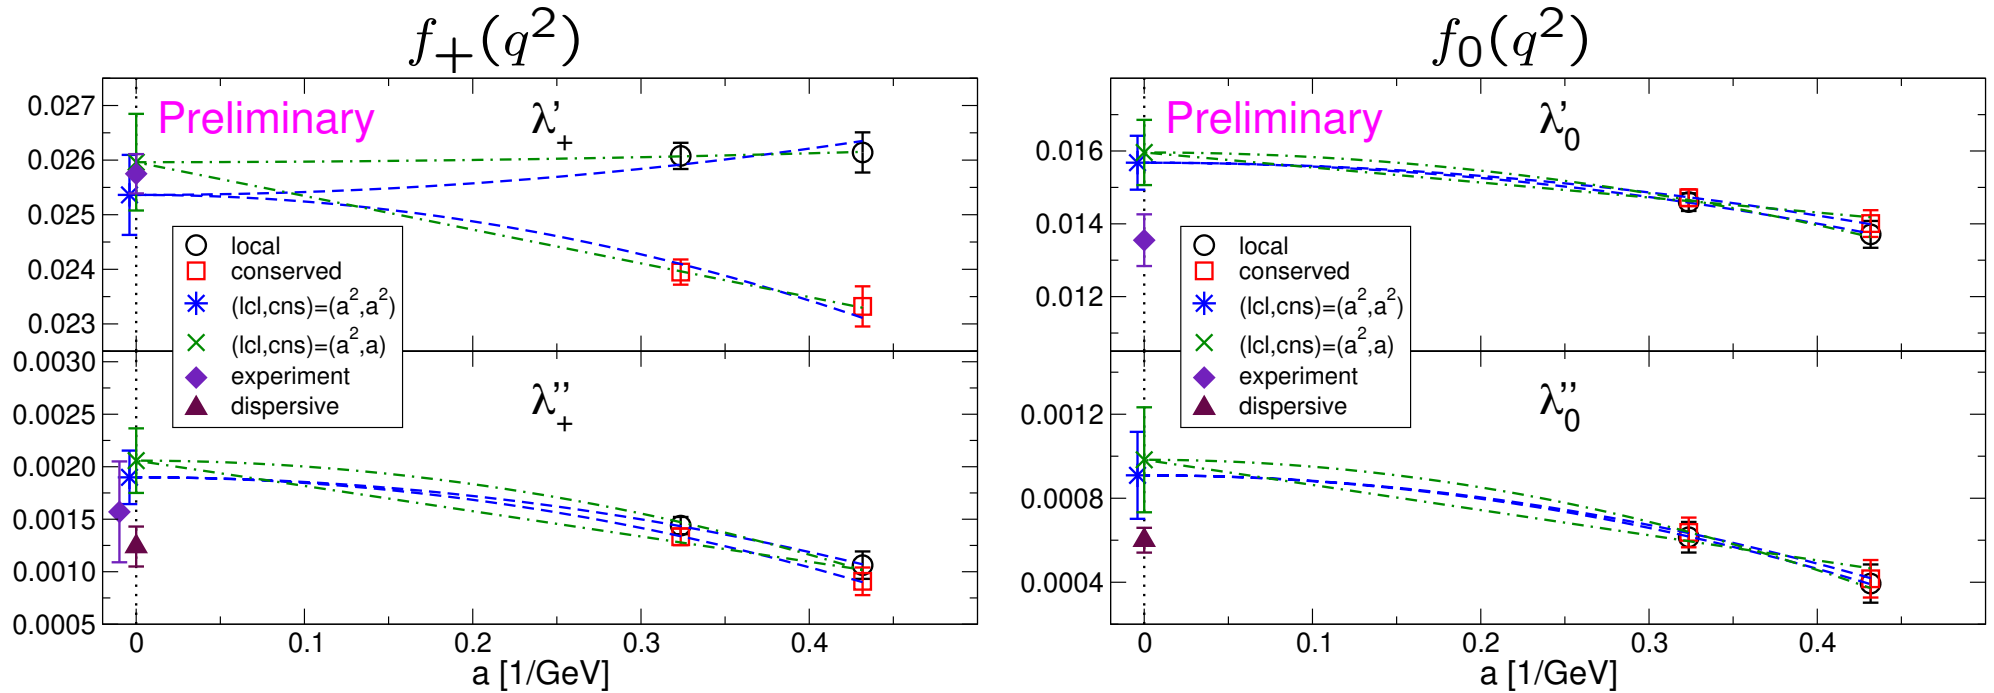 f₊(q²)
Preliminary
λ₊'
0.027
0.026
0.025
0.024
0.023
local
conserved
(lcl,cns)=(a²,a²)
(lcl,cns)=(a²,a)
experiment
dispersive
λ₊''
0.0030
0.0025
0.0020
0.0015
0.0010
0.0005
0 0.1 0.2 0.3 0.4
a [1/GeV]
f₀(q²)
Preliminary
λ₀'
0.016
0.014
0.012
local
conserved
(lcl,cns)=(a²,a²)
(lcl,cns)=(a²,a)
experiment
dispersive
λ₀''
0.0012
0.0008
0.0004
0 0.1 0.2 0.3 0.4
a [1/GeV]